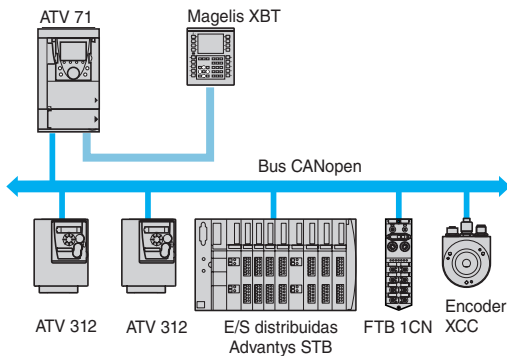 ATV 71
Magelis XBT
Bus CANopen
ATV 312
ATV 312
E/S distribuidas
Advantys STB
FTB 1CN
Encoder
XCC